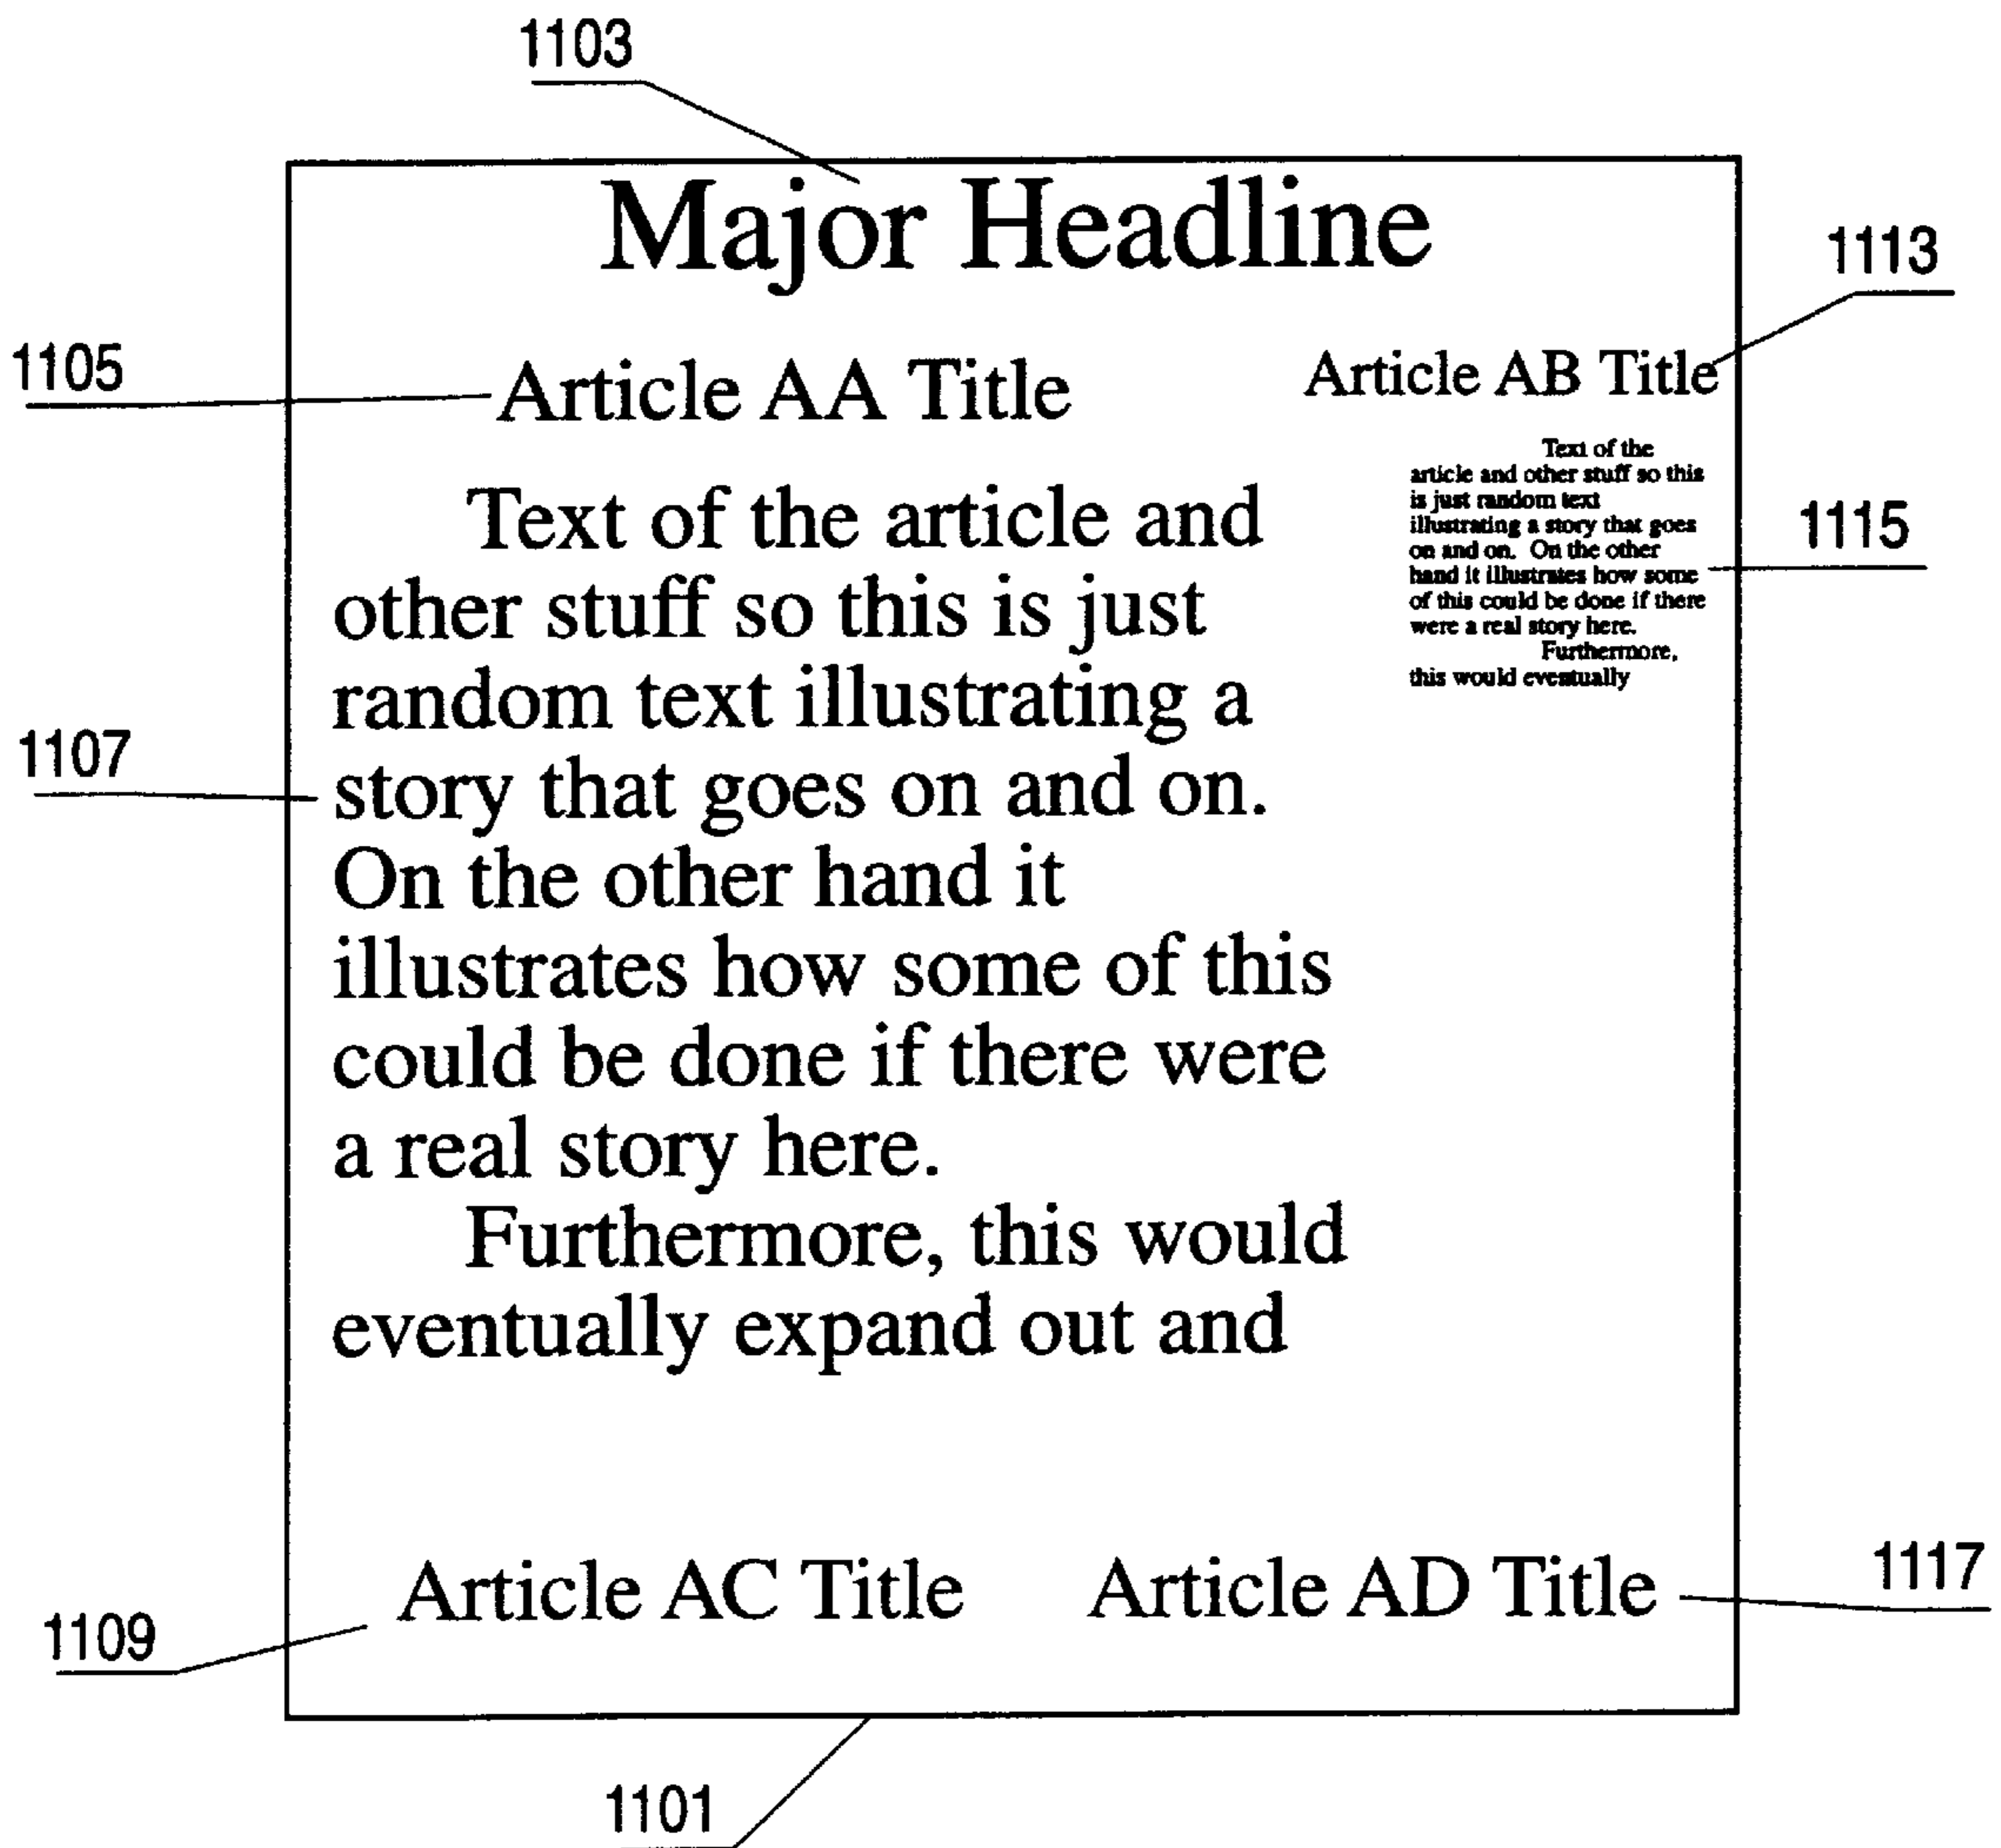 1103
Major Headline
1113
1105
Article AA Title
Article AB Title
Text of the
article and other stuff so this
is just random text
illustrating a story that goes
on and on. On the other
hand it illustrates how some
of this could be done if there
were a real story here.
Furthermore,
this would eventually
1115
Text of the article and
other stuff so this is just
random text illustrating a
story that goes on and on.
On the other hand it
illustrates how some of this
could be done if there were
a real story here.
Furthermore, this would
eventually expand out and
1107
Article AC Title
Article AD Title
1117
1109
1101